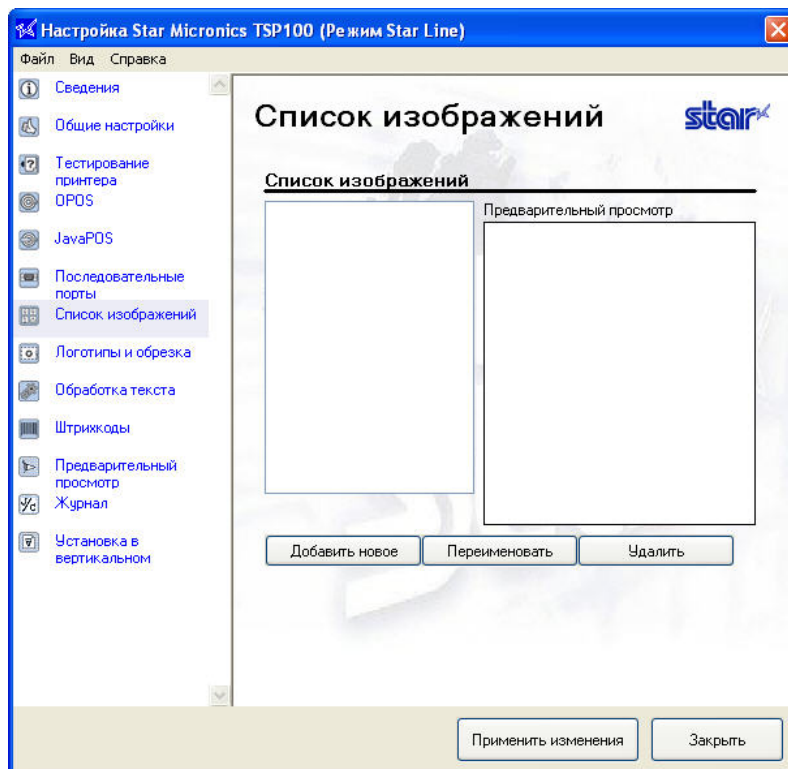 Настройка Star Micronics TSP100 (Режим Star Line)
Файл Вид Справка
Сведения
Общие настройки
Тестирование
принтера
OPOS
JavaPOS
Последовательные
порты
Список изображений
Логотипы и обрезка
Обработка текста
Штрихкоды
Предварительный
просмотр
Журнал
Установка в
вертикальном
Список изображений
star
Список изображений
Предварительный просмотр
Добавить новое
Переименовать
Удалить
Применить изменения
Закрыть